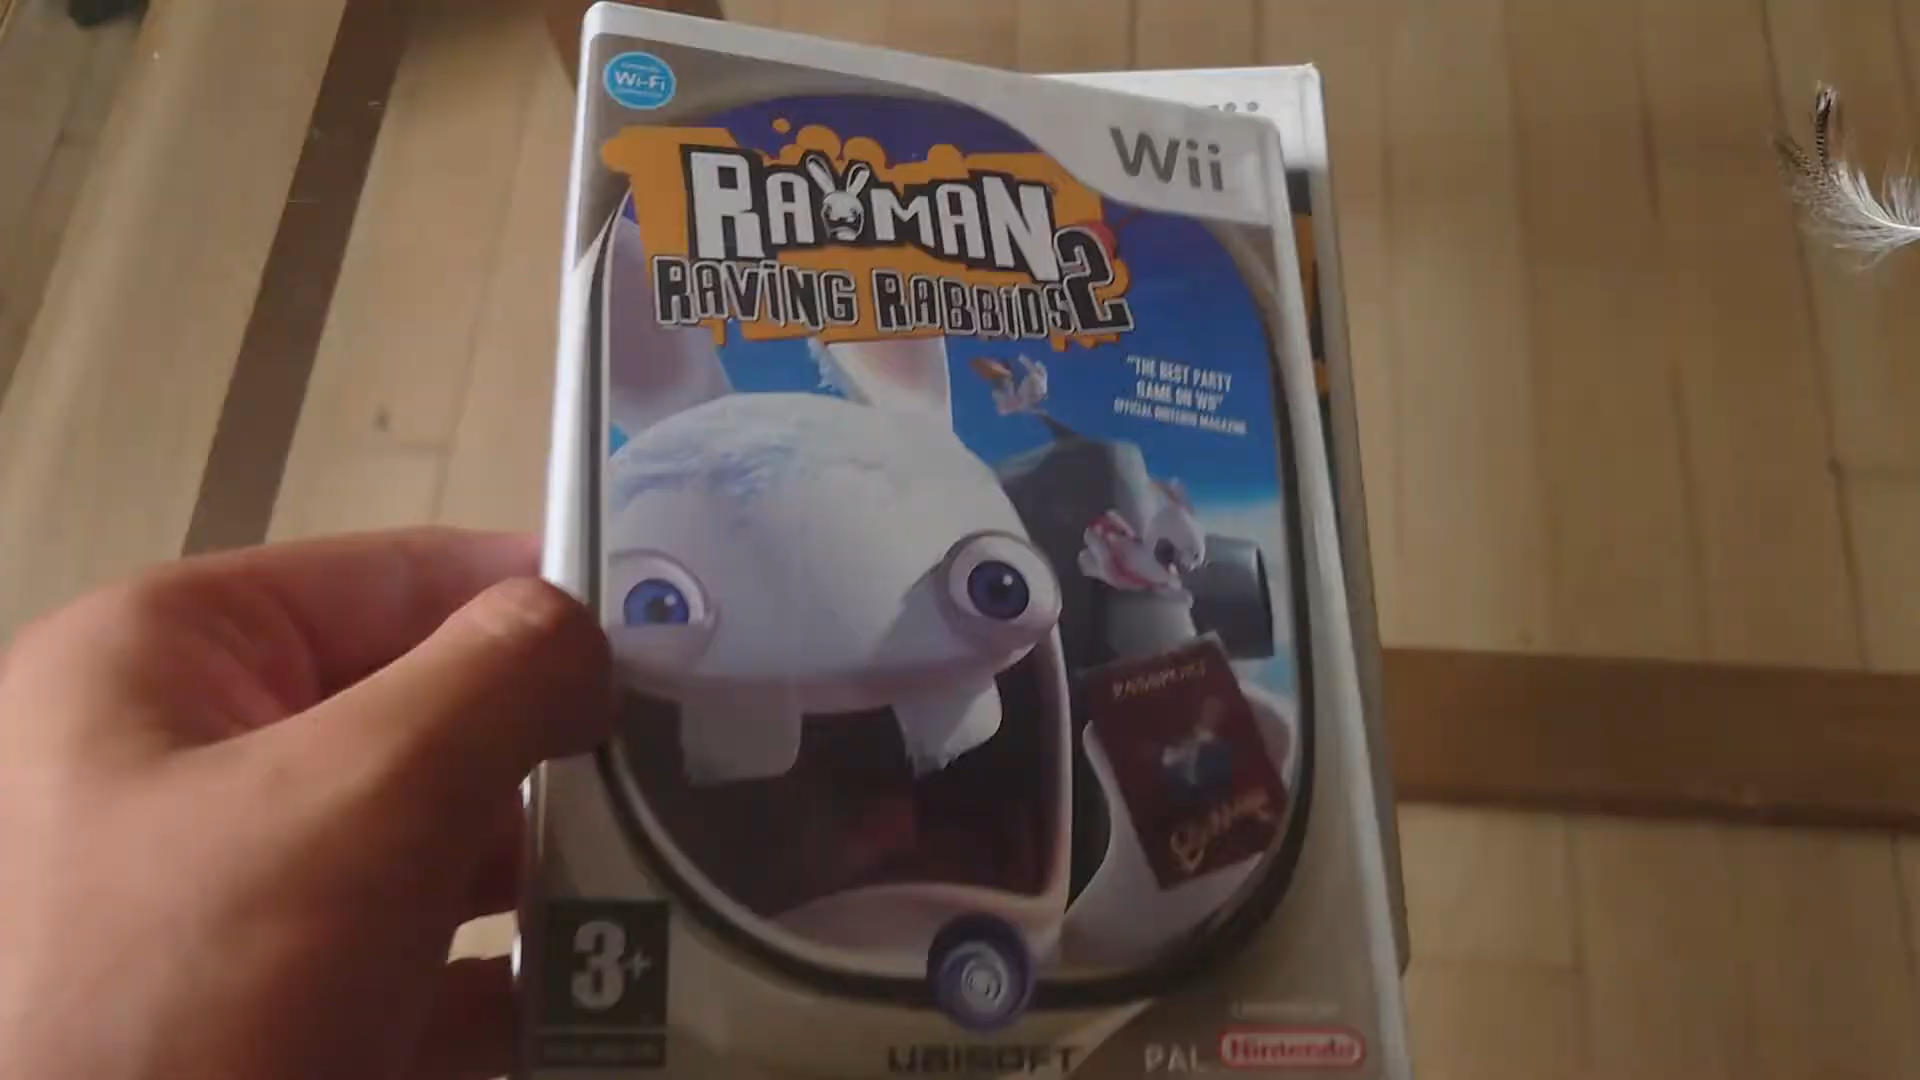 Wi-Fi
Wii
RAYMAN
RAVING RABBIDS 2
"THE BEST PARTY
GAME ON WII"
OFFICIAL NINTENDO MAGAZINE
PASSPORT
3+
UBISOFT
PAL
Nintendo